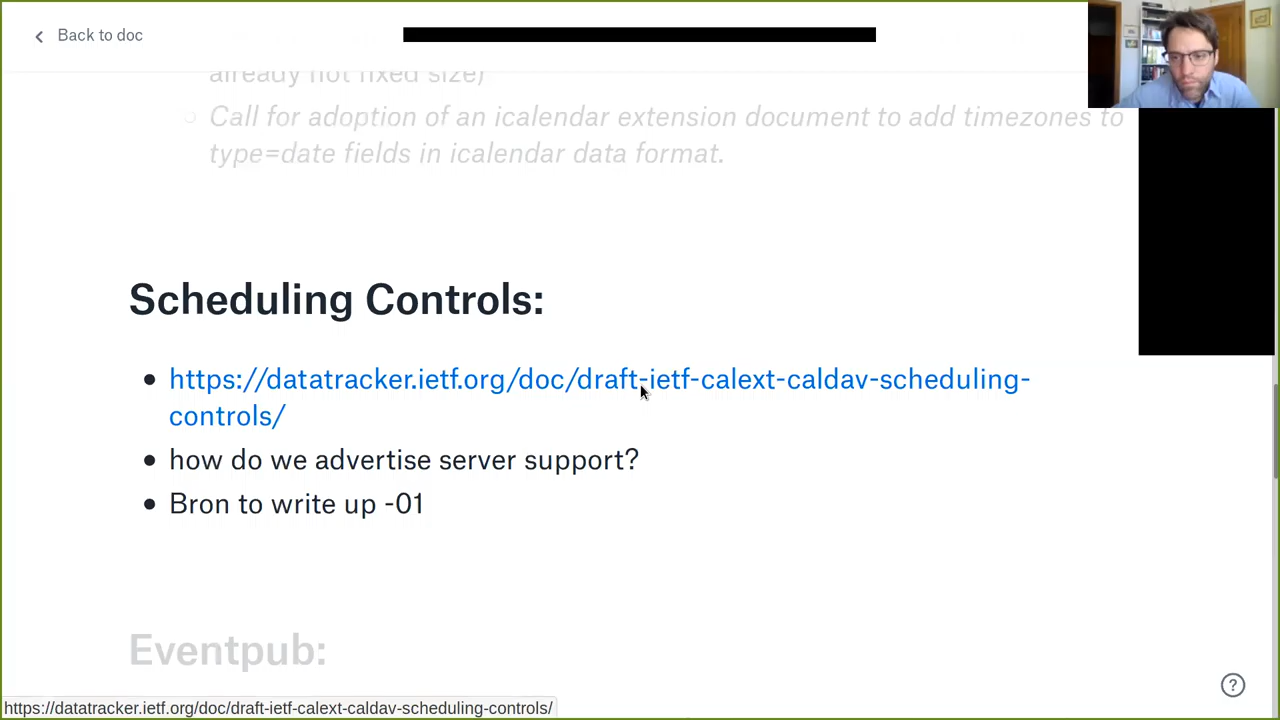 Back to doc
already not fixed size)
Call for adoption of an icalendar extension document to add timezones to
type=date fields in icalendar data format.
Scheduling Controls:
https://datatracker.ietf.org/doc/draft-ietf-calext-caldav-scheduling-
controls/
how do we advertise server support?
Bron to write up -01
Eventpub:
https://datatracker.ietf.org/doc/draft-ietf-calext-caldav-scheduling-controls/